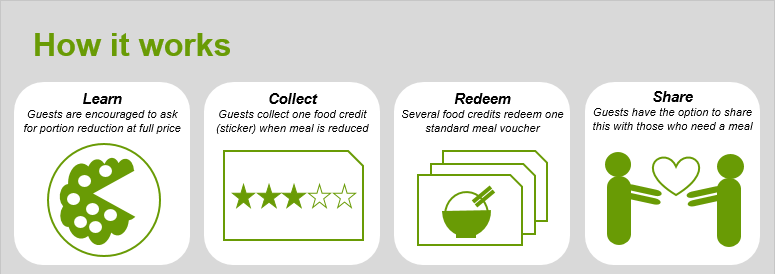 How it works
Learn
Guests are encouraged to ask
for portion reduction at full price
Collect
Guests collect one food credit
(sticker) when meal is reduced
Redeem
Several food credits redeem one
standard meal voucher
Share
Guests have the option to share
this with those who need a meal